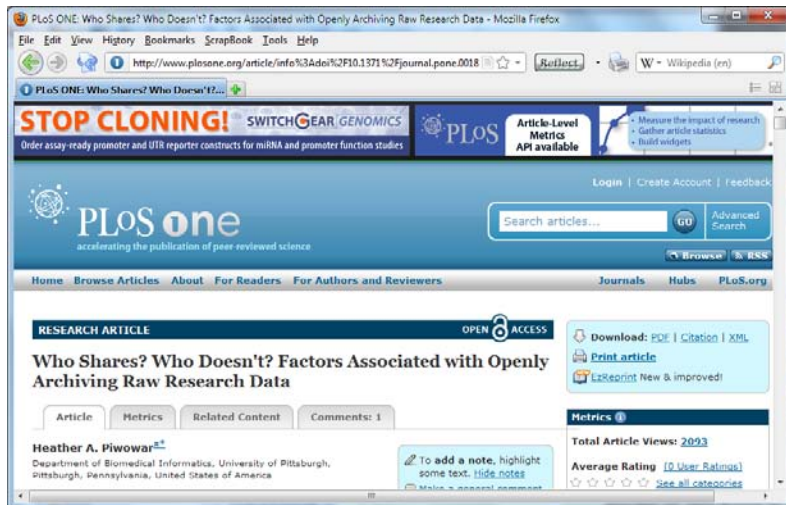 PLoS ONE: Who Shares? Who Doesn't? Factors Associated with Openly Archiving Raw Research Data - Mozilla Firefox
File Edit View History Bookmarks ScrapBook Tools Help
http://www.plosone.org/article/info%3Adoi%2F10.1371%2Fjournal.pone.0018 Reflect W Wikipedia (en)
PLoS ONE: Who Shares? Who Doesn't?...
STOP CLONING! SWITCHGEAR GENOMICS
Order assay-ready promoter and UTR reporter constructs for miRNA and promoter function studies
PLoS
Article-Level
Metrics
API available
• Measure the impact of research
• Gather article statistics
• Build widgets
Login | Create Account | Feedback
PLoS one
accelerating the publication of peer-reviewed science
Search articles... GO Advanced
Search
Browse RSS
Home Browse Articles About For Readers For Authors and Reviewers Journals Hubs PLoS.org
RESEARCH ARTICLE OPEN ACCESS
Who Shares? Who Doesn't? Factors Associated with Openly
Archiving Raw Research Data
Article Metrics Related Content Comments: 1
Heather A. Piwowar
Department of Biomedical Informatics, University of Pittsburgh,
Pittsburgh, Pennsylvania, United States of America
To add a note, highlight
some text. Hide notes
Make a general comment
Download: PDF | Citation | XML
Print article
EzReprint New & improved!
Metrics
Total Article Views: 2093
Average Rating (0 User Ratings)
See all categories